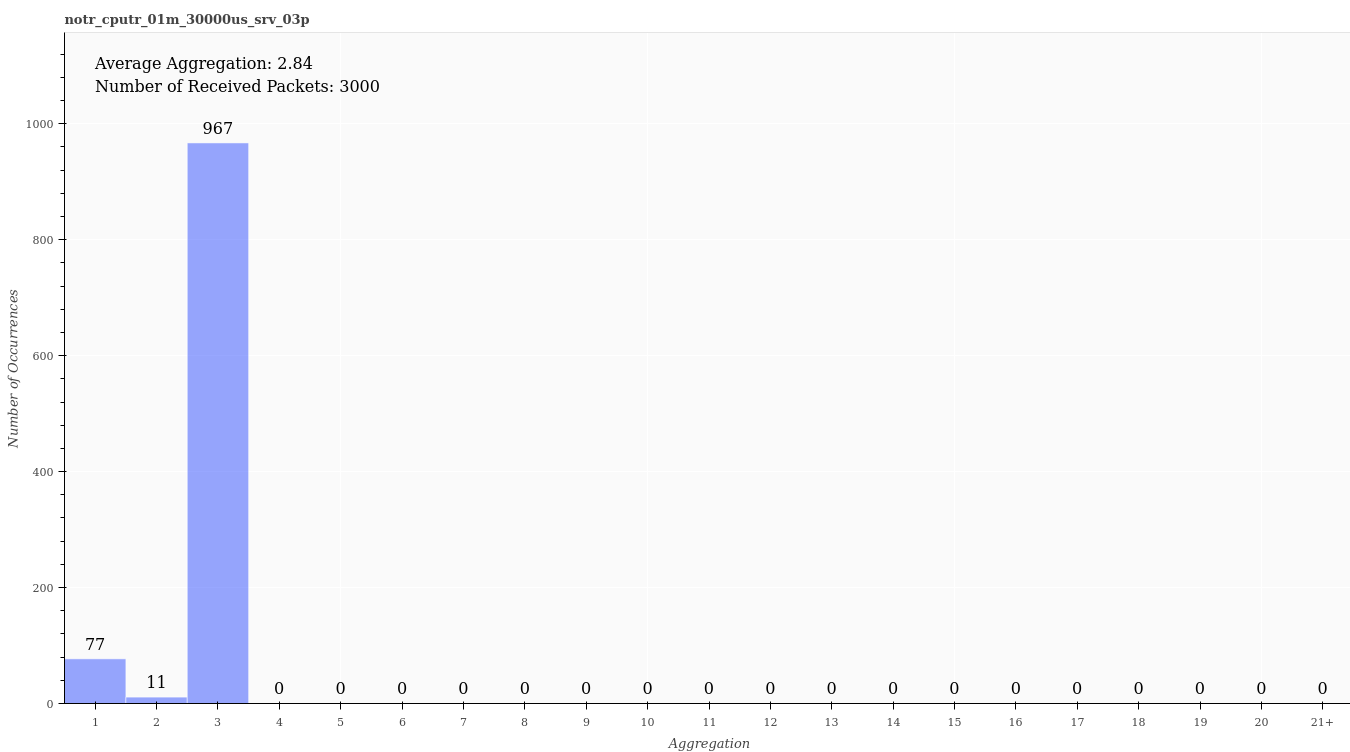 notr_cputr_01m_30000us_srv_03p
Average Aggregation: 2.84
Number of Received Packets: 3000
1000
800
600
400
200
0
Number of Occurrences
77
11
967
0 0 0 0 0 0 0 0 0 0 0 0 0 0 0 0 0 0
1 2 3 4 5 6 7 8 9 10 11 12 13 14 15 16 17 18 19 20 21+
Aggregation